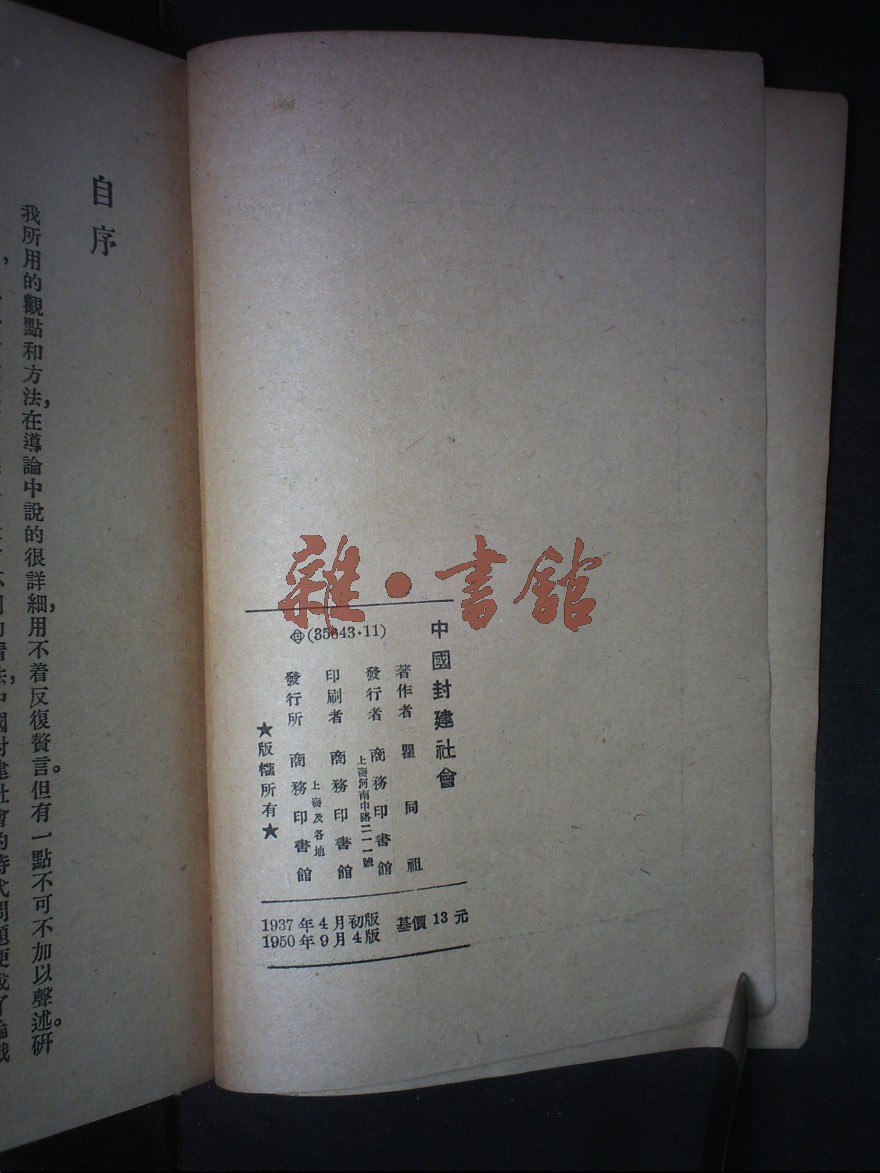 雜·書館
中國封建社會
(35643·11)
著作者 瞿同祖
發行者 商務印書館
上海河南中路二一一號
印刷者 商務印書館
發行所 商務印書館
上海及各地
★版權所有★
1937年4月初版
1950年9月4版
基價13元
自序
我所用的觀點和方法,在導論中說的很詳細,用不着反復贅言。但有一點不可不加以聲述。研